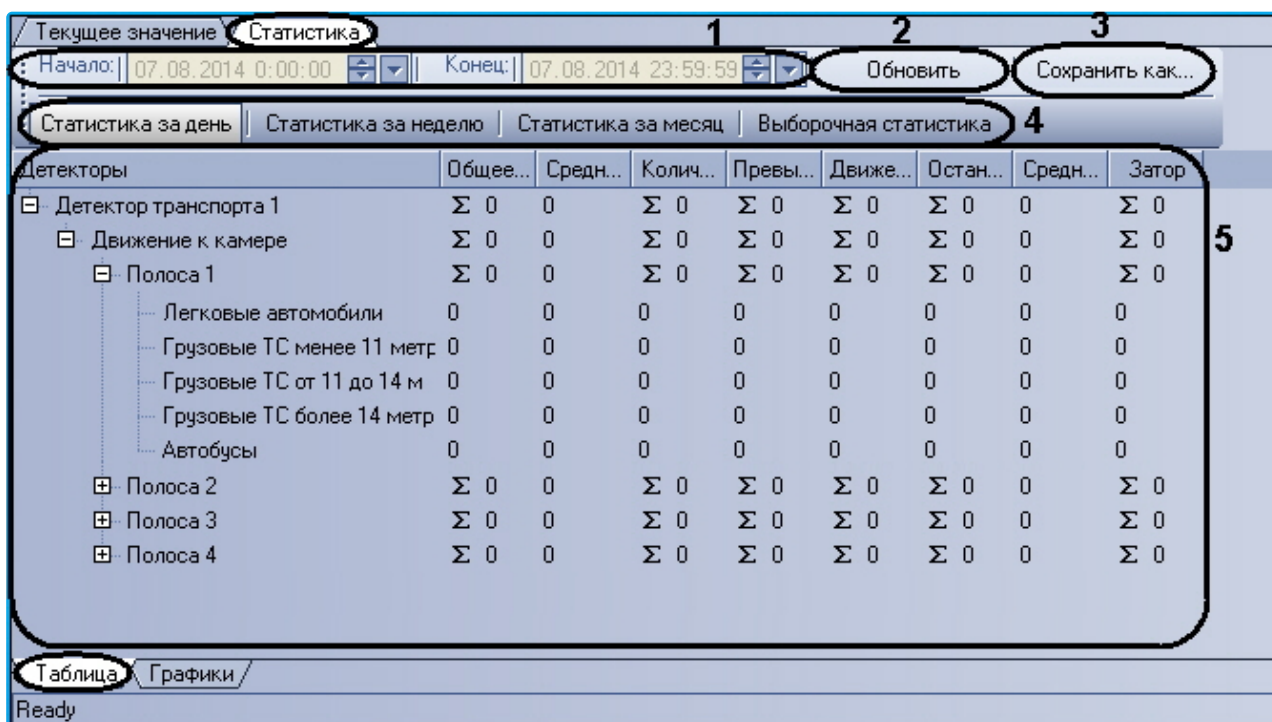 Текущее значение Статистика
1 2 3
Начало: 07.08.2014 0:00:00 Конец: 07.08.2014 23:59:59 Обновить Сохранить как...
Статистика за день Статистика за неделю Статистика за месяц Выборочная статистика 4
Детекторы Общее... Средн... Колич... Превы... Движе... Остан... Средн... Затор
Детектор транспорта 1 Σ 0 0 Σ 0 Σ 0 Σ 0 Σ 0 0 Σ 0
Движение к камере Σ 0 0 Σ 0 Σ 0 Σ 0 Σ 0 0 Σ 0 5
Полоса 1 Σ 0 0 Σ 0 Σ 0 Σ 0 Σ 0 0 Σ 0
Легковые автомобили 0 0 0 0 0 0 0 0
Грузовые ТС менее 11 метр 0 0 0 0 0 0 0 0
Грузовые ТС от 11 до 14 м 0 0 0 0 0 0 0 0
Грузовые ТС более 14 метр 0 0 0 0 0 0 0 0
Автобусы 0 0 0 0 0 0 0 0
Полоса 2 Σ 0 0 Σ 0 Σ 0 Σ 0 Σ 0 0 Σ 0
Полоса 3 Σ 0 0 Σ 0 Σ 0 Σ 0 Σ 0 0 Σ 0
Полоса 4 Σ 0 0 Σ 0 Σ 0 Σ 0 Σ 0 0 Σ 0
Таблица Графики
Ready